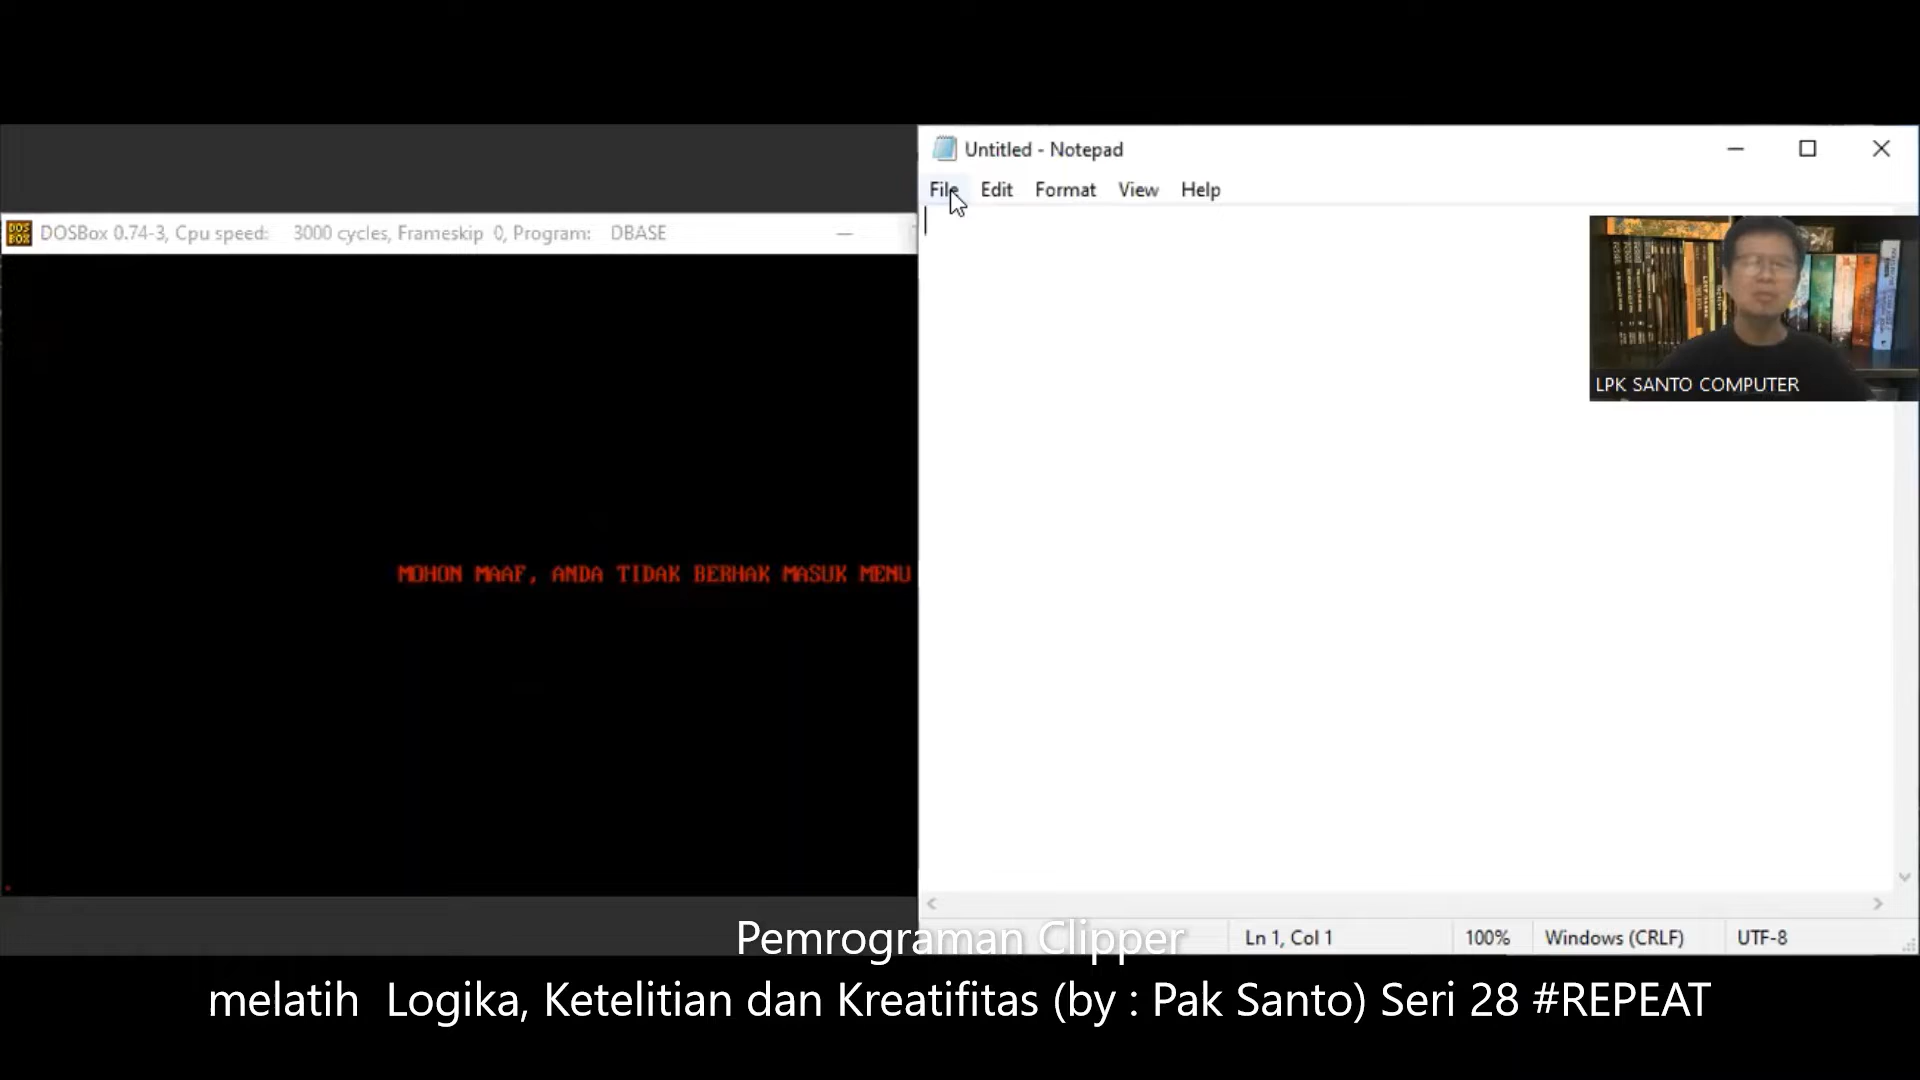 Untitled - Notepad
File Edit Format View Help
DOSBox 0.74-3, Cpu speed: 3000 cycles, Frameskip 0, Program: DBASE
LPK SANTO COMPUTER
MOHON MAAF, ANDA TIDAK BERHAK MASUK MENU
Ln 1, Col 1 100% Windows (CRLF) UTF-8
Pemrograman Clipper
melatih Logika, Ketelitian dan Kreatifitas (by : Pak Santo) Seri 28 #REPEAT